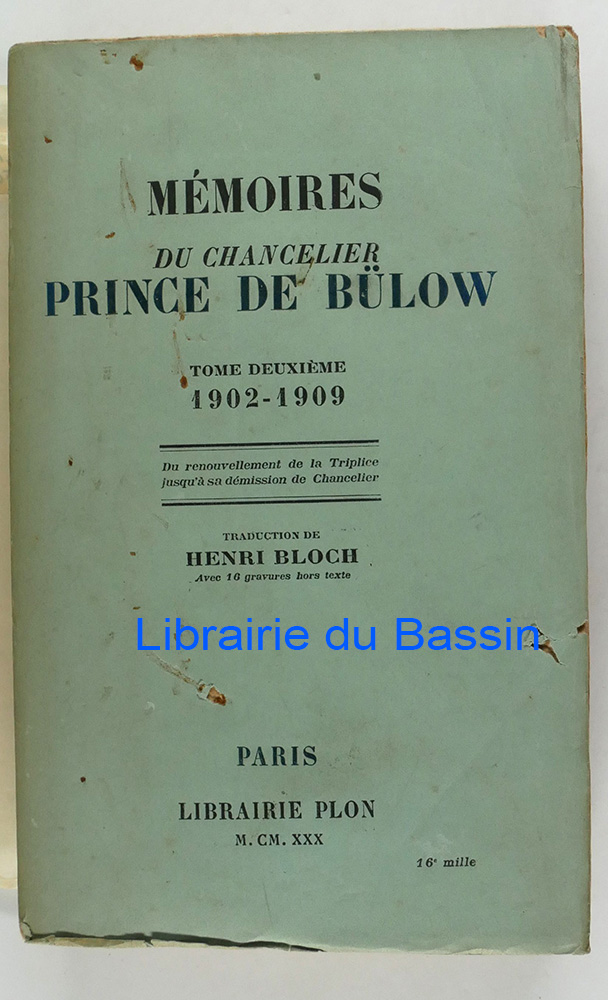 MÉMOIRES
DU CHANCELIER
PRINCE DE BÜLOW
TOME DEUXIÈME
1902-1909
Du renouvellement de la Triplice
jusqu'à sa démission de Chancelier
TRADUCTION DE
HENRI BLOCH
Avec 16 gravures hors texte
Librairie du Bassin
PARIS
LIBRAIRIE PLON
M. CM. XXX
16e mille